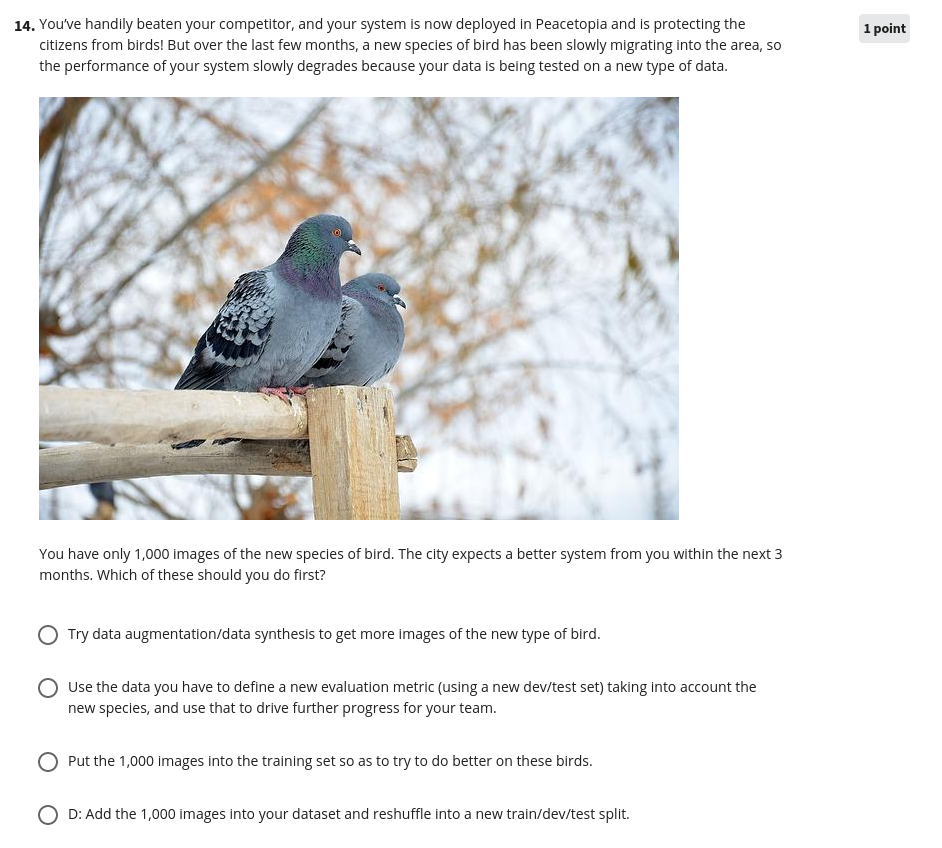 14. You've handily beaten your competitor, and your system is now deployed in Peacetopia and is protecting the
1 point
citizens from birds! But over the last few months, a new species of bird has been slowly migrating into the area, so
the performance of your system slowly degrades because your data is being tested on a new type of data.
You have only 1,000 images of the new species of bird. The city expects a better system from you within the next 3
months. Which of these should you do first?
Try data augmentation/data synthesis to get more images of the new type of bird.
Use the data you have to define a new evaluation metric (using a new dev/test set) taking into account the
new species, and use that to drive further progress for your team.
Put the 1,000 images into the training set so as to try to do better on these birds.
D: Add the 1,000 images into your dataset and reshuffle into a new train/dev/test split.